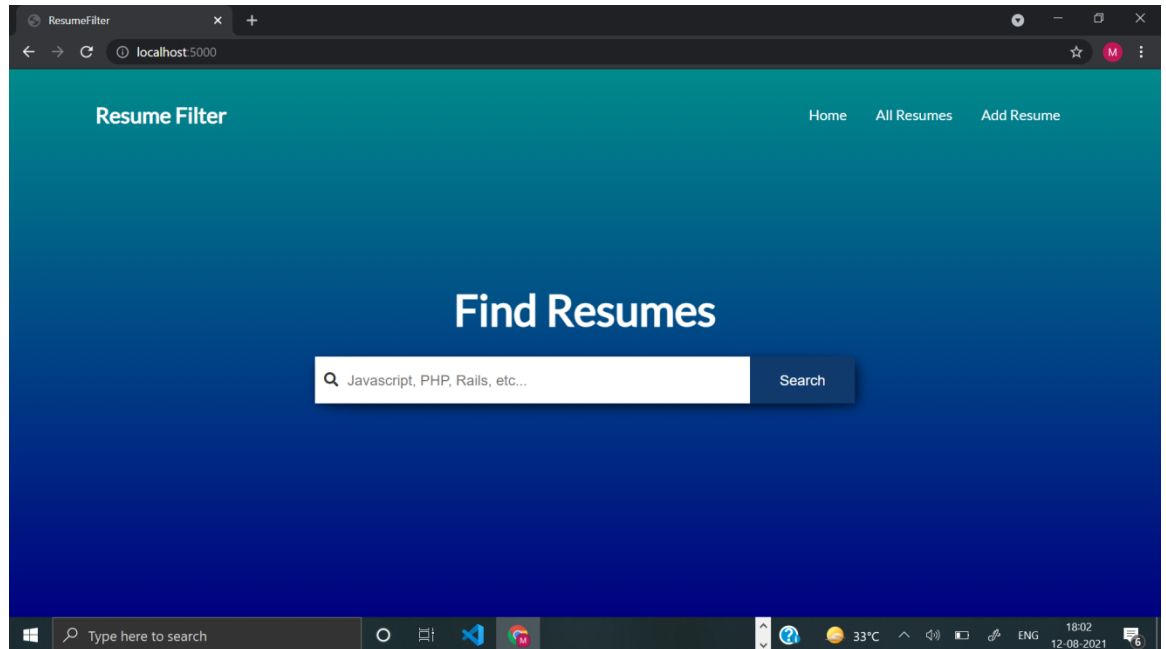 ResumeFilter
localhost:5000
M
Resume Filter
Home All Resumes Add Resume
Find Resumes
Javascript, PHP, Rails, etc...
Search
Type here to search
M
33°C
ENG
18:02
12-08-2021
6